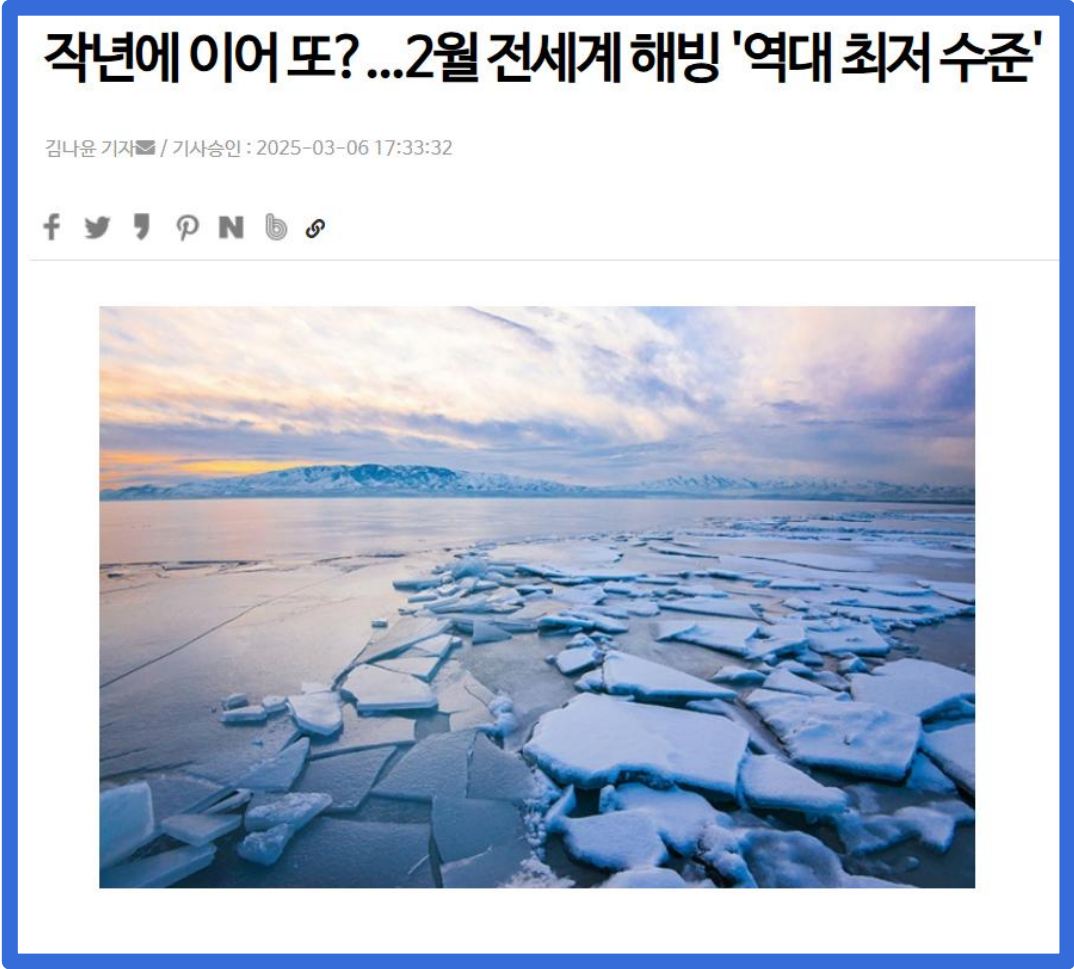 작년에 이어 또?...2월 전세계 해빙 '역대 최저 수준'
김나윤 기자 / 기사승인 : 2025-03-06 17:33:32